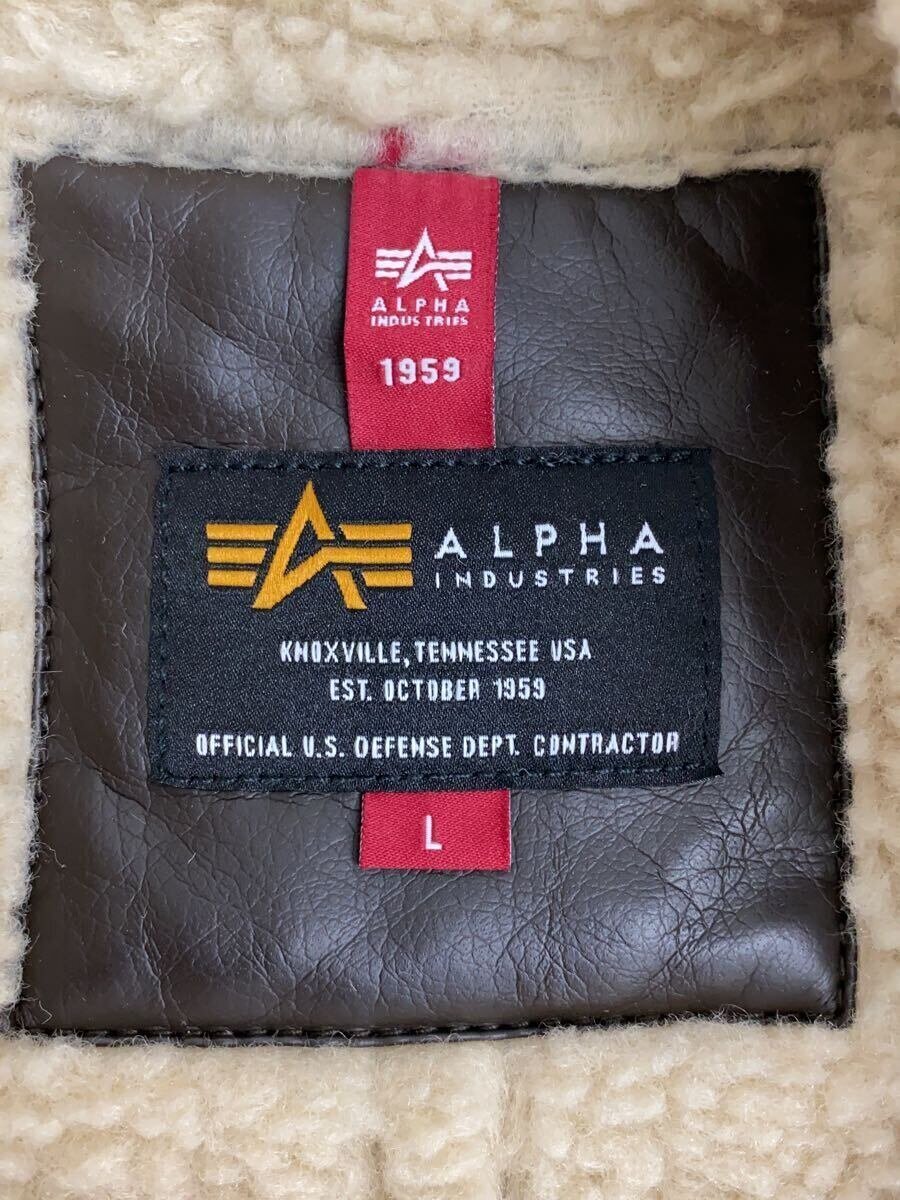 ALPHA
INDUSTRIES
1959
ALPHA
INDUSTRIES
KNOXVILLE, TENNESSEE USA
EST. OCTOBER 1959
OFFICIAL U.S. DEFENSE DEPT. CONTRACTOR
L